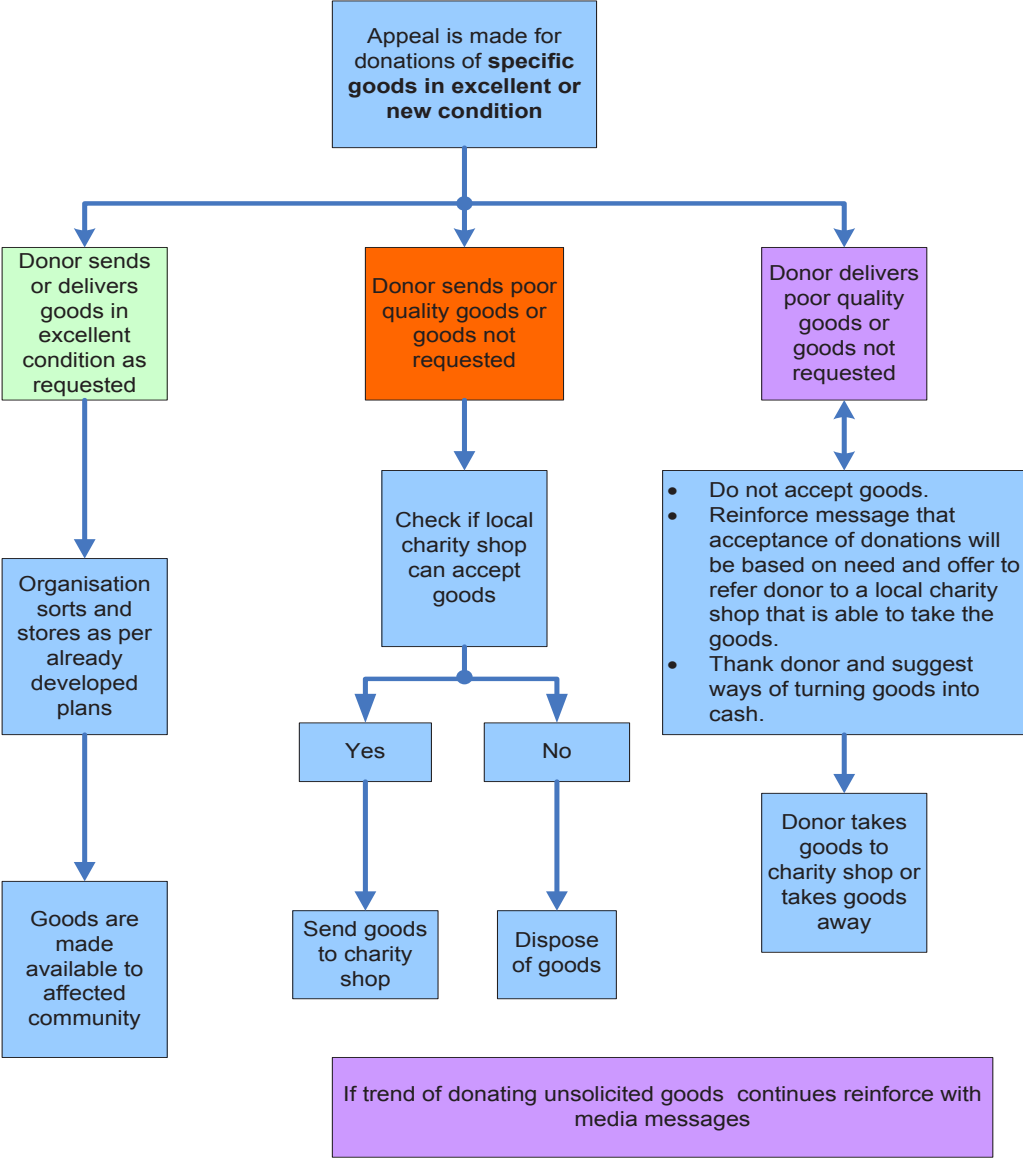 Appeal is made for
donations of specific
goods in excellent or
new condition
Donor sends
or delivers
goods in
excellent
condition as
requested
Donor sends poor
quality goods or
goods not
requested
Donor delivers
poor quality
goods or
goods not
requested
Organisation
sorts and
stores as per
already
developed
plans
Check if local
charity shop
can accept
goods
• Do not accept goods.
• Reinforce message that
acceptance of donations will
be based on need and offer to
refer donor to a local charity
shop that is able to take the
goods.
• Thank donor and suggest
ways of turning goods into
cash.
Yes
No
Goods are
made
available to
affected
community
Send goods
to charity
shop
Dispose
of goods
Donor takes
goods to
charity shop or
takes goods
away
If trend of donating unsolicited goods continues reinforce with
media messages